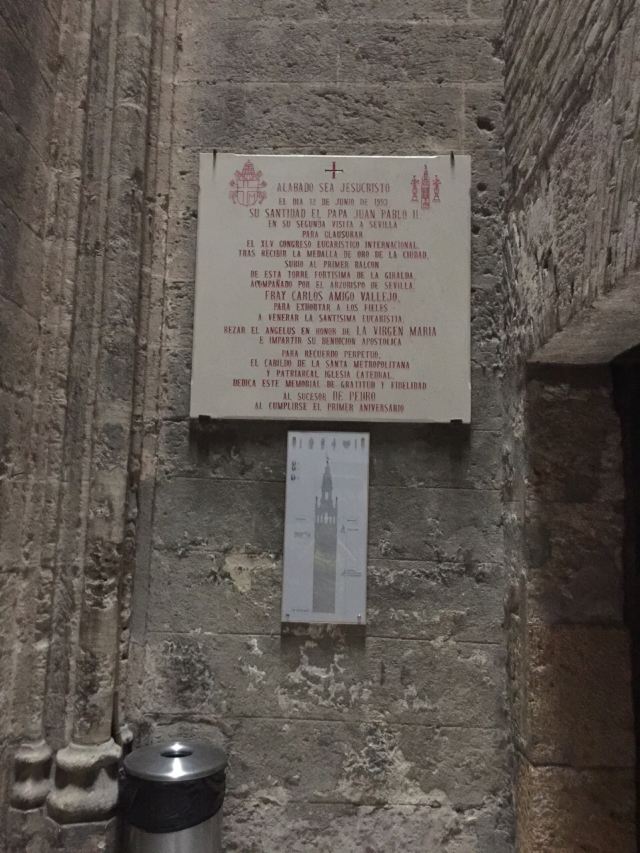 ALABADO SEA JESUCRISTO
EL DIA 12 DE JUNIO DE 1993
SU SANTIDAD EL PAPA JUAN PABLO II
EN SU SEGUNDA VISITA A SEVILLA
PARA CLAUSURAR
EL XLV CONGRESO EUCARISTICO INTERNACIONAL,
TRAS RECIBIR LA MEDALLA DE ORO DE LA CIUDAD,
SUBIO AL PRIMER BALCON
DE ESTA TORRE FORTISIMA DE LA GIRALDA,
ACOMPAÑADO POR EL ARZOBISPO DE SEVILLA
FRAY CARLOS AMIGO VALLEJO,
PARA EXHORTAR A LOS FIELES
A VENERAR LA SANTISIMA EUCARISTIA,
REZAR EL ANGELUS EN HONOR DE LA VIRGEN MARIA
E IMPARTIR SU BENDICION APOSTOLICA
PARA RECUERDO PERPETUO,
EL CABILDO DE LA SANTA METROPOLITANA
Y PATRIARCAL IGLESIA CATEDRAL,
DEDICA ESTE MEMORIAL DE GRATITUD Y FIDELIDAD
AL SUCESOR DE PEDRO
AL CUMPLIRSE EL PRIMER ANIVERSARIO